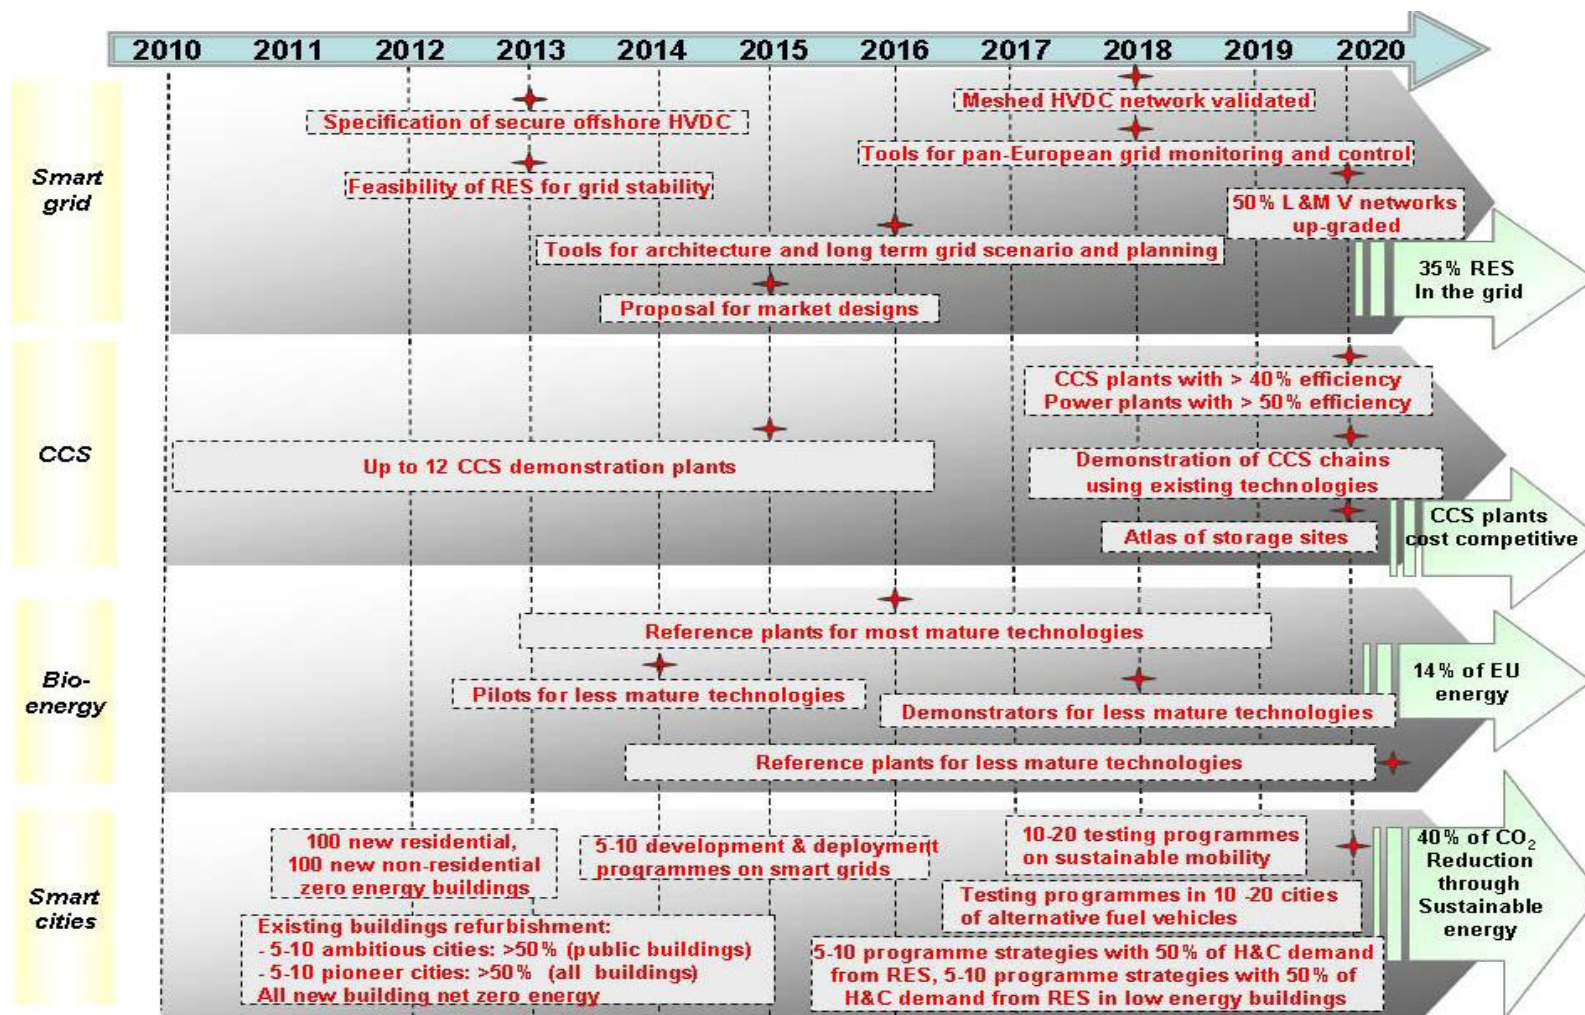 2010 2011 2012 2013 2014 2015 2016 2017 2018 2019 2020
Smart
grid
Specification of secure offshore HVDC
Meshed HVDC network validated
Tools for pan-European grid monitoring and control
Feasibility of RES for grid stability
50% L&M V networks
up-graded
Tools for architecture and long term grid scenario and planning
Proposal for market designs
35% RES
In the grid
CCS
CCS plants with > 40% efficiency
Power plants with > 50% efficiency
Up to 12 CCS demonstration plants
Demonstration of CCS chains
using existing technologies
Atlas of storage sites
CCS plants
cost competitive
Bio-
energy
Reference plants for most mature technologies
Pilots for less mature technologies
Demonstrators for less mature technologies
Reference plants for less mature technologies
14% of EU
energy
Smart
cities
100 new residential,
100 new non-residential
zero energy buildings
5-10 development & deployment
programmes on smart grids
10-20 testing programmes
on sustainable mobility
Testing programmes in 10 -20 cities
of alternative fuel vehicles
Existing buildings refurbishment:
- 5-10 ambitious cities: >50% (public buildings)
- 5-10 pioneer cities: >50% (all buildings)
All new building net zero energy
5-10 programme strategies with 50% of H&C demand
from RES, 5-10 programme strategies with 50% of
H&C demand from RES in low energy buildings
40% of CO₂
Reduction
through
Sustainable
energy